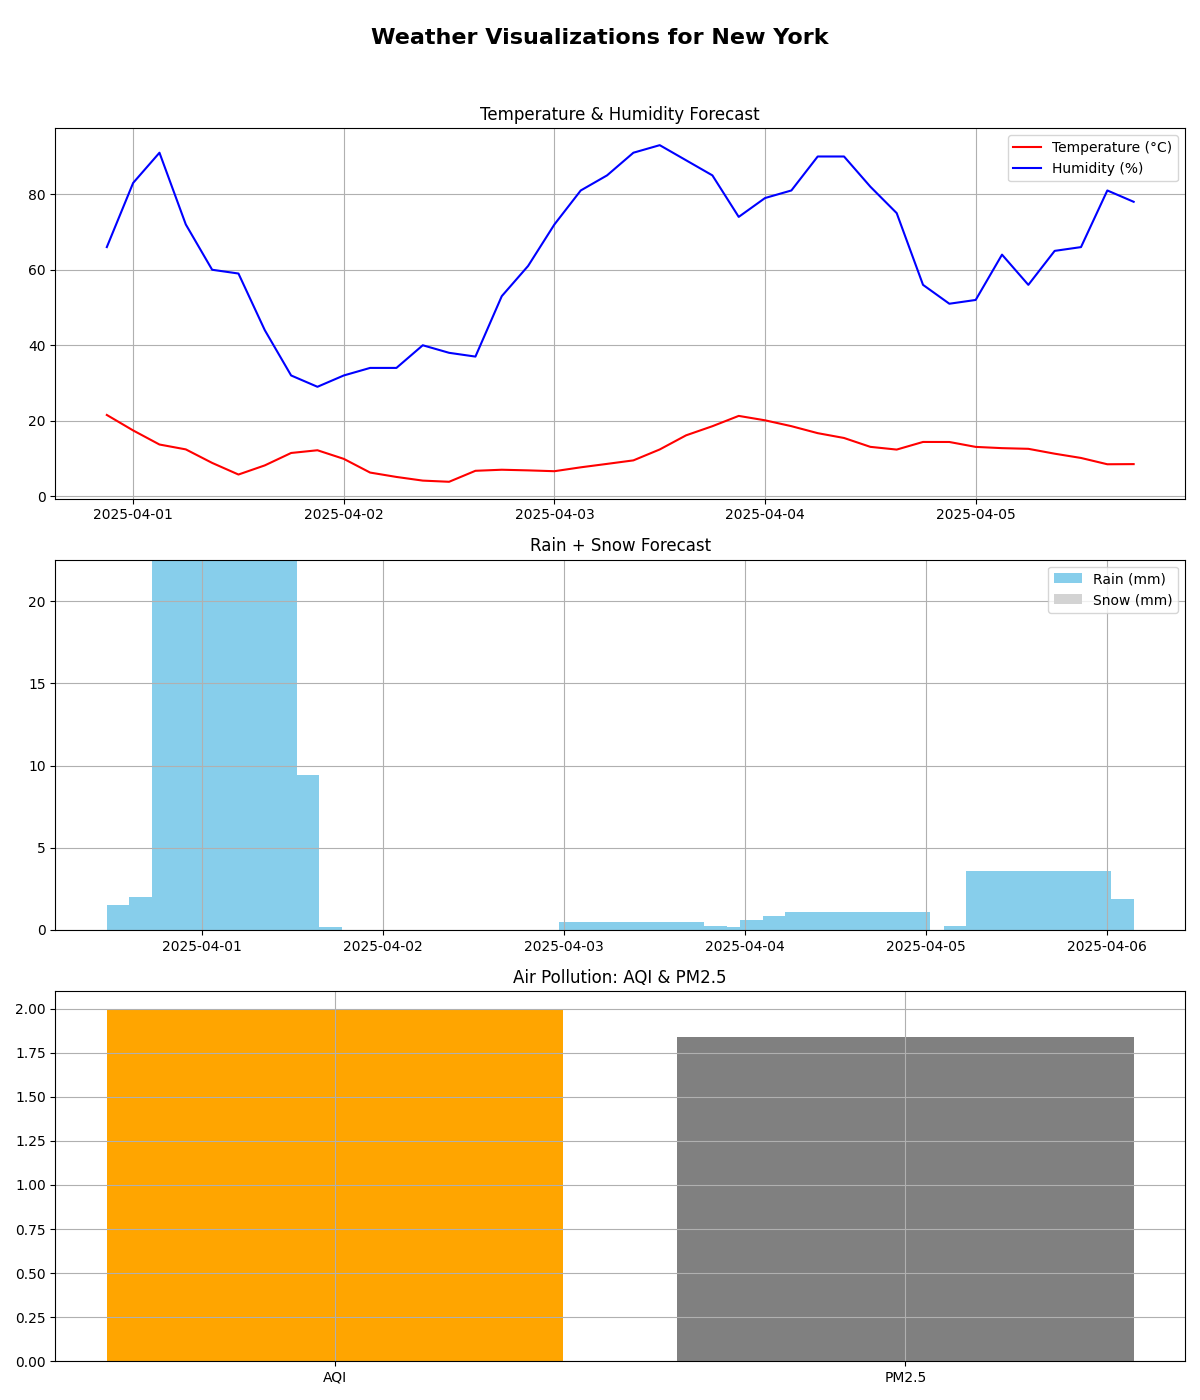 Weather Visualizations for New York
Temperature & Humidity Forecast
Temperature (°C)
Humidity (%)
80
60
40
20
0
2025-04-01 2025-04-02 2025-04-03 2025-04-04 2025-04-05
Rain + Snow Forecast
Rain (mm)
Snow (mm)
20
15
10
5
0
2025-04-01 2025-04-02 2025-04-03 2025-04-04 2025-04-05 2025-04-06
Air Pollution: AQI & PM2.5
2.00
1.75
1.50
1.25
1.00
0.75
0.50
0.25
0.00
AQI PM2.5